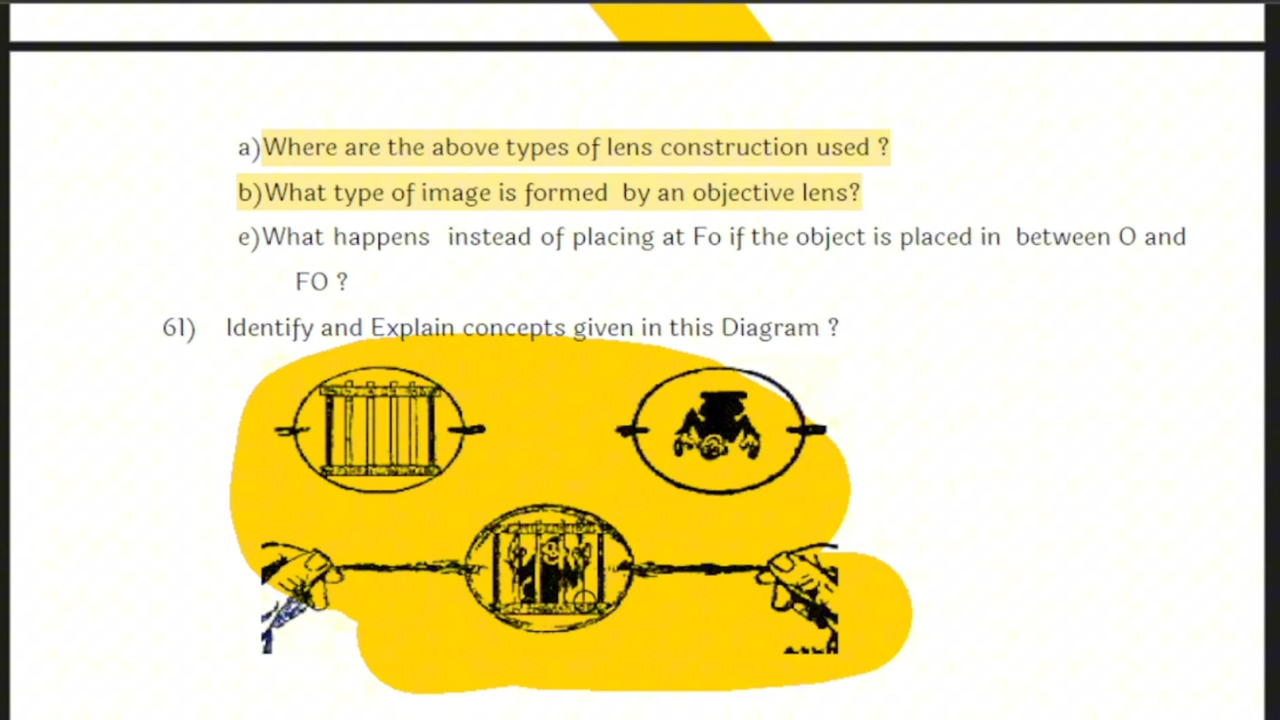 a)Where are the above types of lens construction used ?
b)What type of image is formed by an objective lens?
e)What happens instead of placing at Fo if the object is placed in between O and
FO ?
61) Identify and Explain concepts given in this Diagram ?